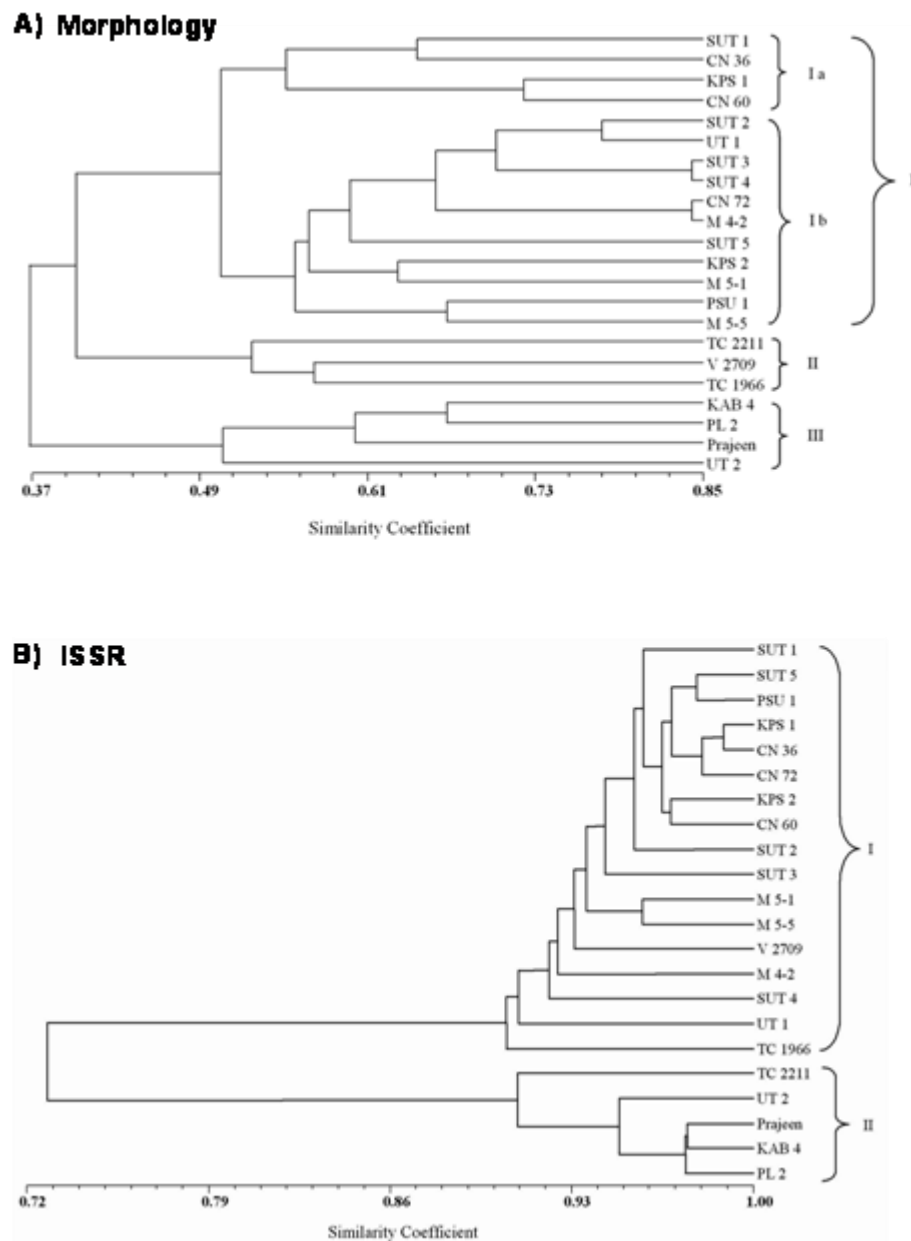 A) Morphology
SUT 1
CN 36
KPS 1
CN 60
I a
SUT 2
UT 1
SUT 3
SUT 4
CN 72
M 4-2
SUT 5
KPS 2
M 5-1
PSU 1
M 5-5
I b
I
TC 2211
V 2709
TC 1966
II
KAB 4
PL 2
Prajeen
UT 2
III
0.37 0.49 0.61 0.73 0.85
Similarity Coefficient
B) ISSR
SUT 1
SUT 5
PSU 1
KPS 1
CN 36
CN 72
KPS 2
CN 60
SUT 2
SUT 3
M 5-1
M 5-5
V 2709
M 4-2
SUT 4
UT 1
TC 1966
I
TC 2211
UT 2
Prajeen
KAB 4
PL 2
II
0.72 0.79 0.86 0.93 1.00
Similarity Coefficient